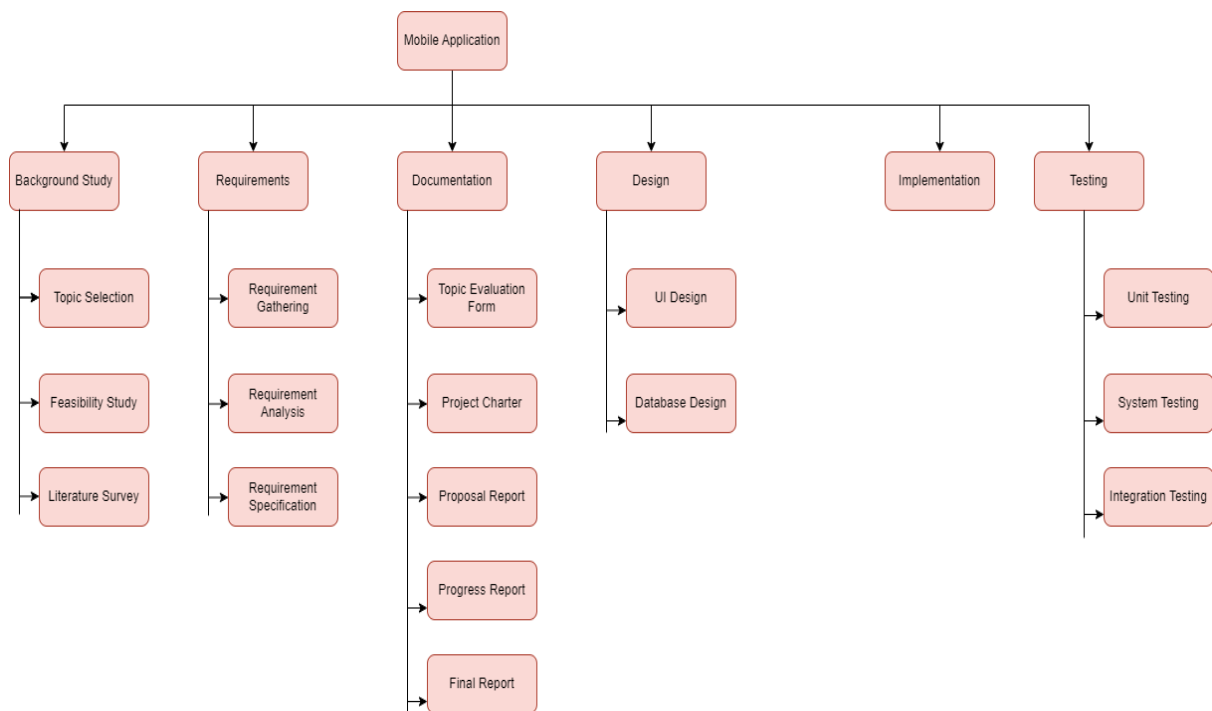 Mobile Application
Background Study
Requirements
Documentation
Design
Implementation
Testing
Topic Selection
Requirement
Gathering
Topic Evaluation
Form
UI Design
Unit Testing
Feasibility Study
Requirement
Analysis
Project Charter
Database Design
System Testing
Literature Survey
Requirement
Specification
Proposal Report
Integration Testing
Progress Report
Final Report